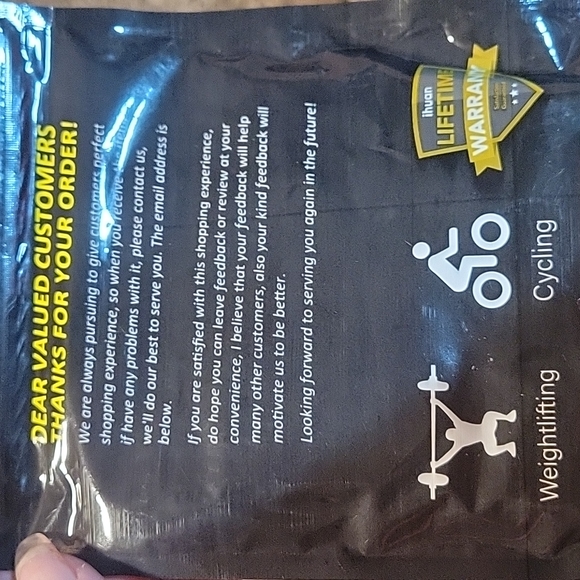 DEAR VALUED CUSTOMERS
THANKS FOR YOUR ORDER!
We are always pursuing to give customers perfect
shopping experience, so when you receive
if have any problems with it, please contact us,
we'll do our best to serve you. The email address is
below.
If you are satisfied with this shopping experience,
do hope you can leave feedback or review at your
convenience, I believe that your feedback will help
many other customers, also your kind feedback will
motivate us to be better.
Looking forward to serving you again in the future!
Weightlifting
Cycling
ihuan
LIFETIME
WARRANTY